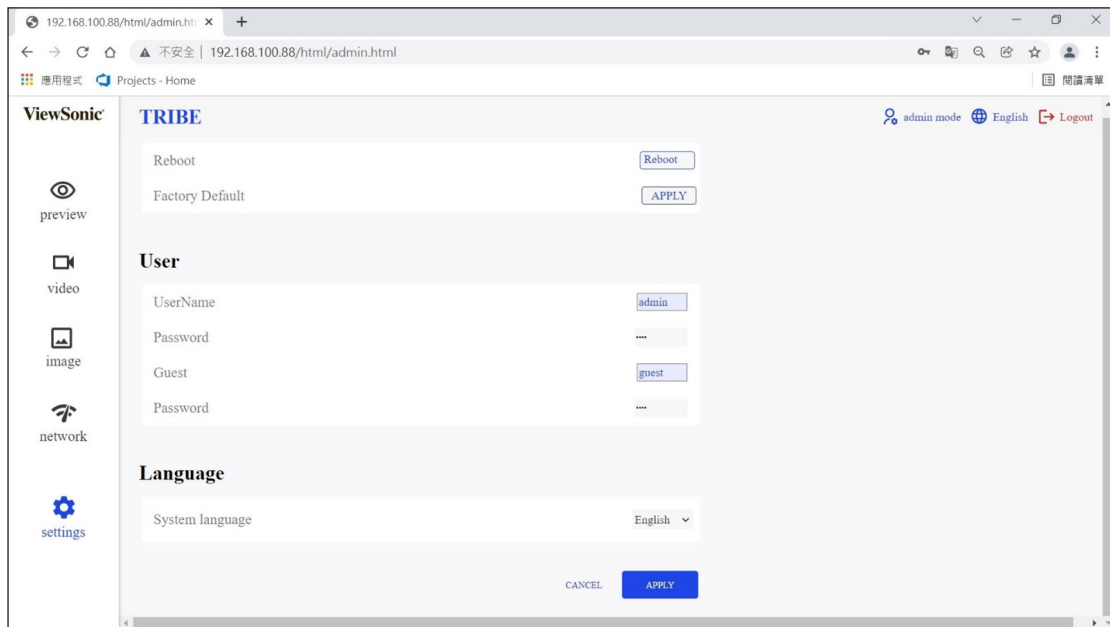 192.168.100.88/html/admin.ht
不安全 | 192.168.100.88/html/admin.html
應用程式 Projects - Home 閱讀清單
ViewSonic TRIBE admin mode English Logout
Reboot Reboot
Factory Default APPLY
preview
User
video
UserName admin
Password ••••
image
Guest guest
Password ••••
network
Language
System language English
settings
CANCEL APPLY